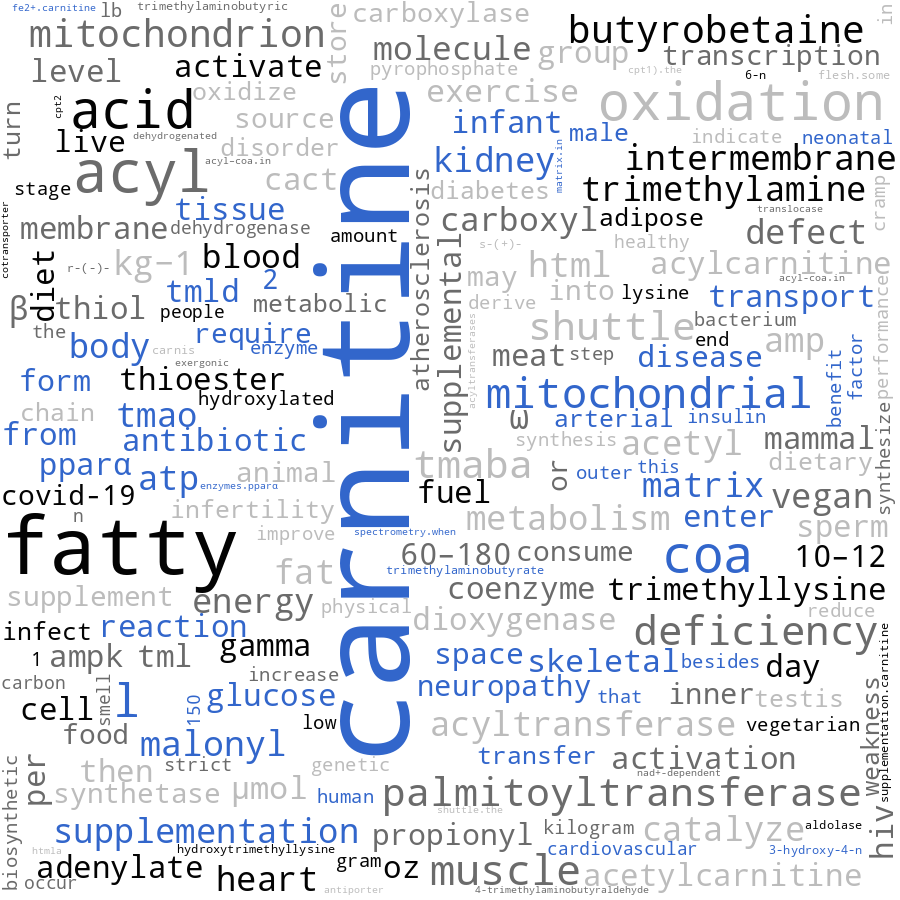 fe2+.carnitine lb trimethylaminobutyric
store carboxylase in
mitochondrion molecule group butyrobetaine
transcription
level activate pyrophosphate cpt1).the 6-n flesh.some
turn cpt2 acid oxidize exercise oxidation
source infant male indicate neonatal
live dehydrogenated disorder
acyl acyl-coa.in cact kidney matrix.in intermembrane
stage diabetes trimethylamine cramp
cotransporter tissue atherosclerosis carboxyl adipose translocase
membrane dehydrogenase amount s-(+)- healthy defect
diet r-(-)- kg−1 blood carnitine supplemental may html acylcarnitine
tmld 2 derive into lysine acyl-coa.in transport performance
β thiol people metabolic
the require shuttle bacterium amp
body carnis enzyme acyltransferases end
exergonic meat step disease benefit factor
form thioester mitochondrial
chain hydroxylated
tmao ω arterial insulin synthesize
from antibiotic synthesis acetyl mammal
pparα atp animal tmaba or outer this dietary
enzymes.pparα
covid-19 fuel matrix vegan
n infertility metabolism enter sperm
fatty improve spectrometry.when
60–180 consume coa 10–12
fat trimethylaminobutyrate
supplement energy physical coenzyme trimethyllysine
reduce
infect reaction dioxygenase deficiency
gamma
1 ampk tml space skeletal besides day
carbon increase neuropathy that inner testis
cell smell l 150 glucose
low acyltransferase vegetarian weakness supplementation.carnitine
food malonyl transfer activation
biosynthetic per then strict genetic nad+-dependent
synthetase μmol human palmitoyltransferase
shuttle.the
supplementation propionyl kilogram catalyze aldolase hiv
htmla hydroxytrimethyllysine cardiovascular 3-hydroxy-4-n
adenylate gram oz
occur heart antiporter muscle acetylcarnitine
4-trimethylaminobutyraldehyde